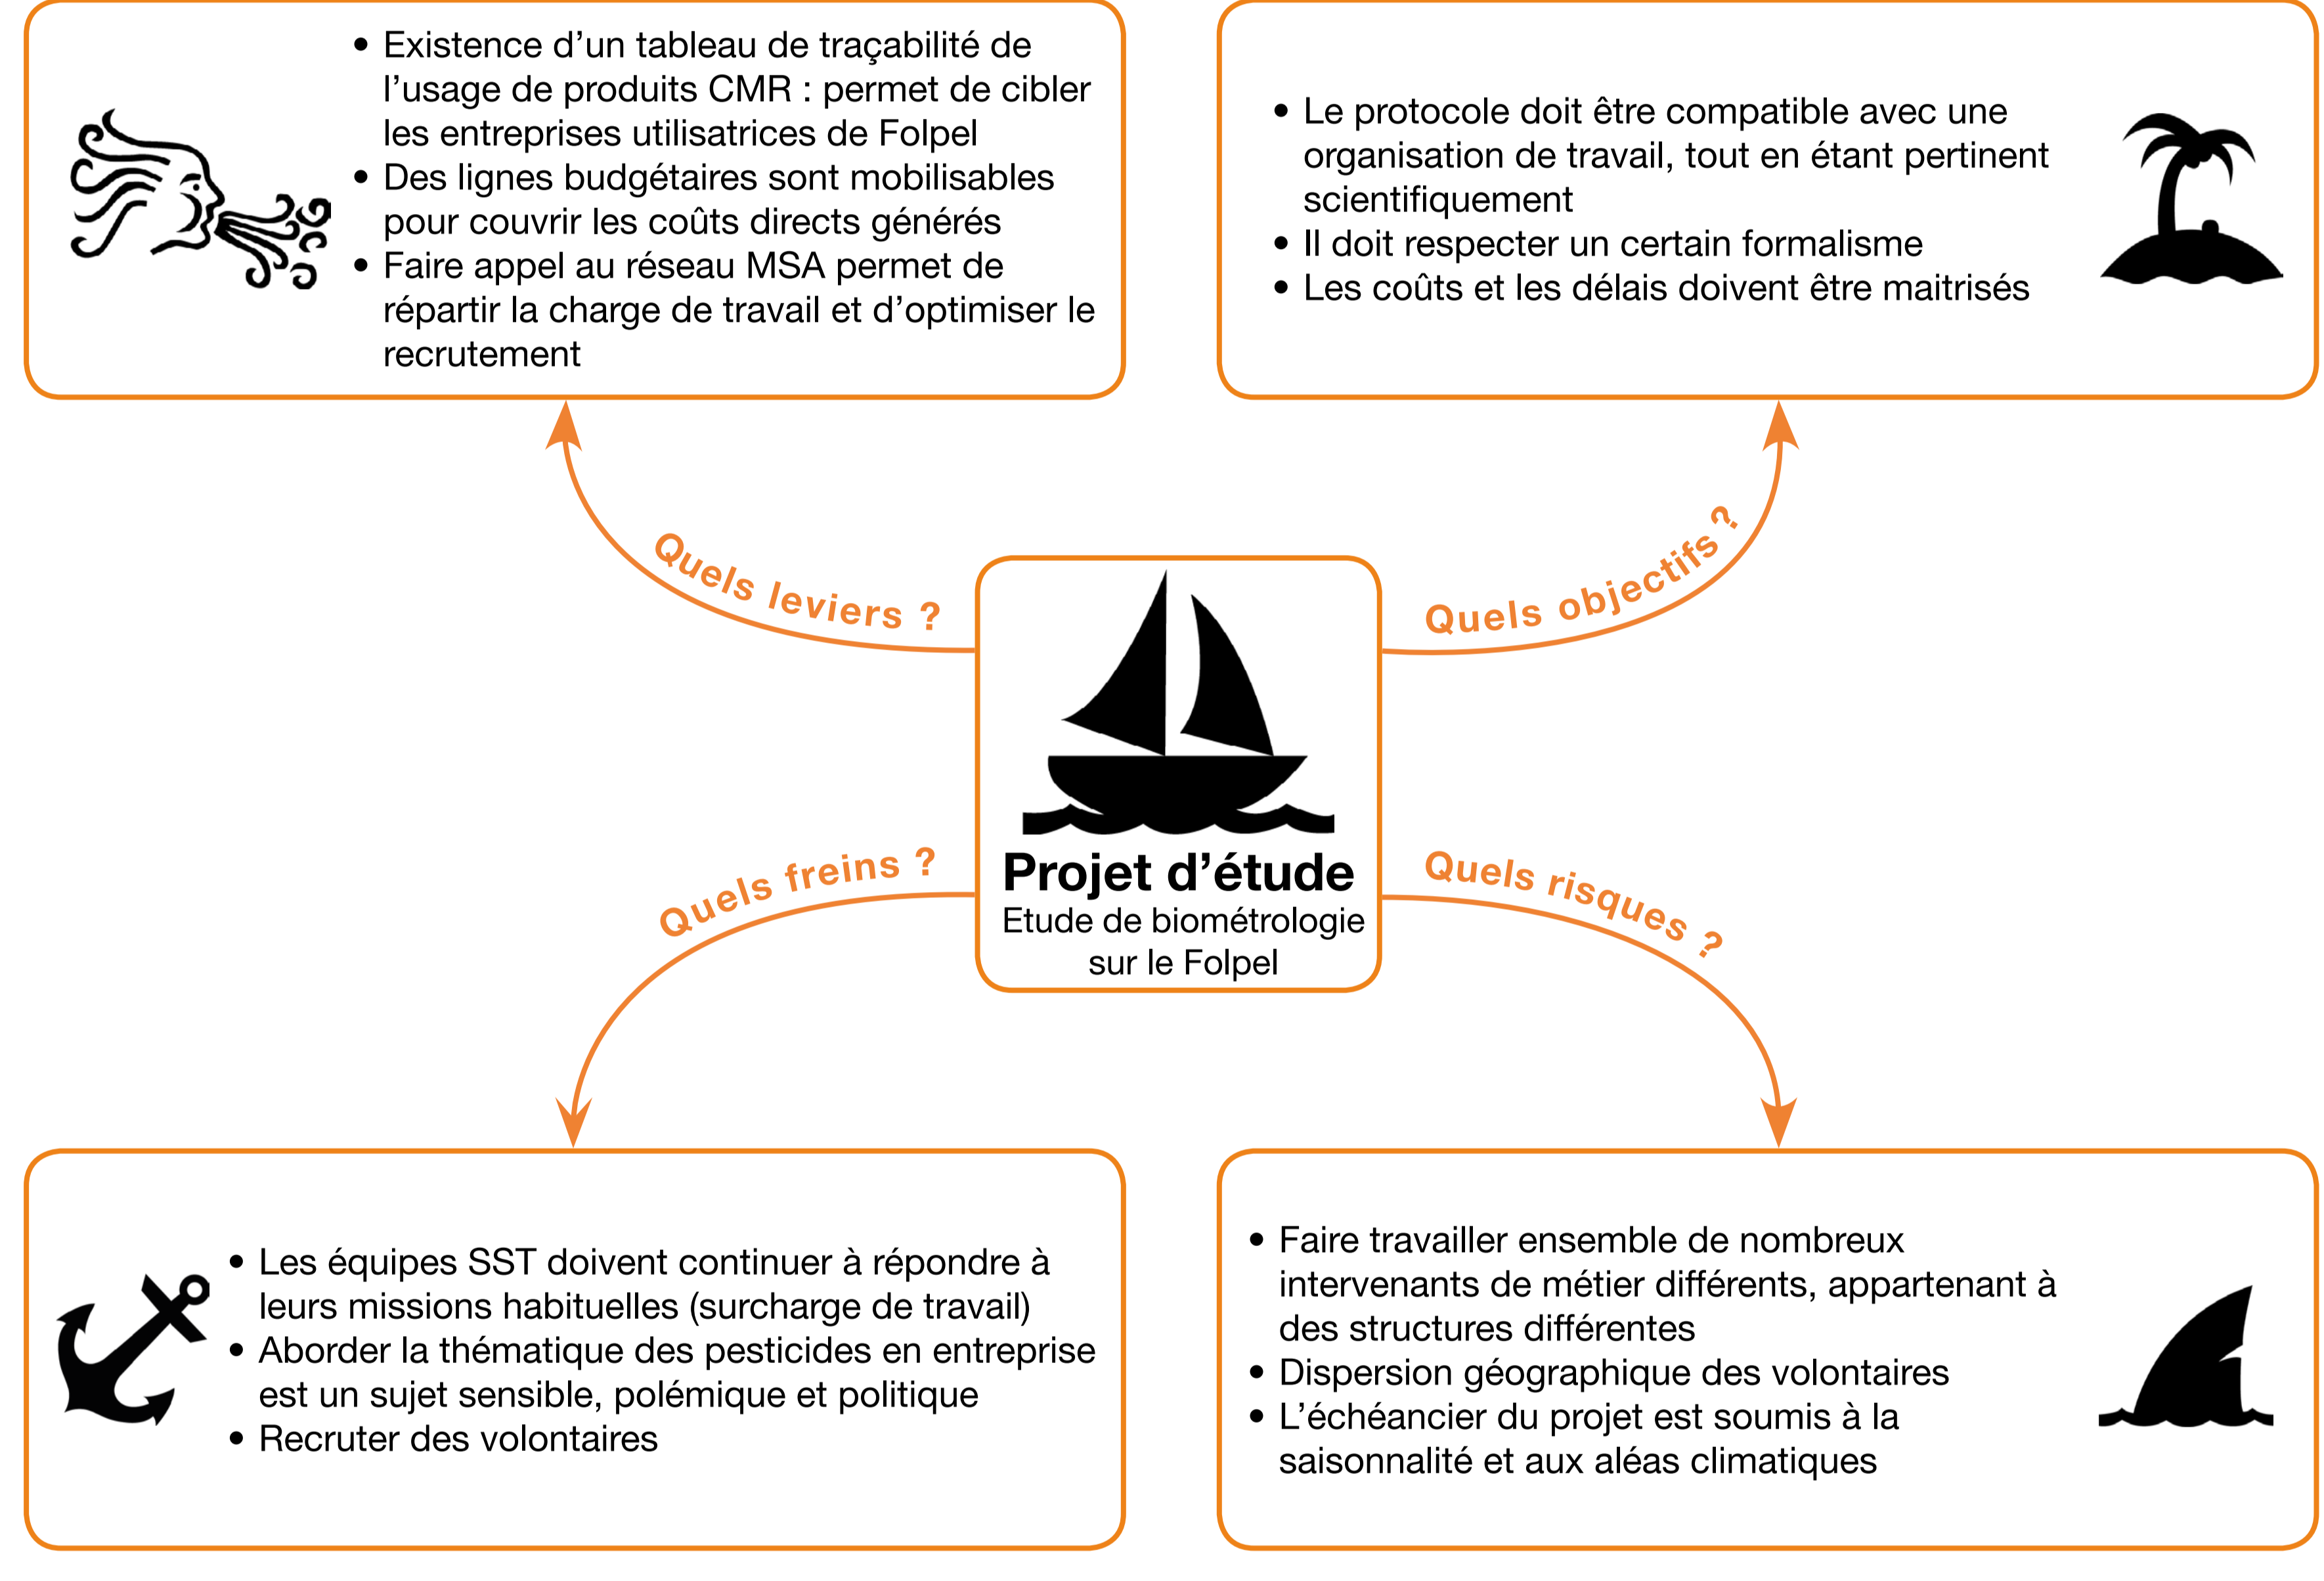 • Existence d’un tableau de traçabilité de
l’usage de produits CMR : permet de cibler
les entreprises utilisatrices de Folpel
• Des lignes budgétaires sont mobilisables
pour couvrir les coûts directs générés
• Faire appel au réseau MSA permet de
répartir la charge de travail et d’optimiser le
recrutement
• Le protocole doit être compatible avec une
organisation de travail, tout en étant pertinent
scientifiquement
• Il doit respecter un certain formalisme
• Les coûts et les délais doivent être maitrisés
Quels leviers ?
Quels objectifs ?
Projet d’étude
Etude de biométrologie
sur le Folpel
Quels freins ?
Quels risques ?
• Les équipes SST doivent continuer à répondre à
leurs missions habituelles (surcharge de travail)
• Aborder la thématique des pesticides en entreprise
est un sujet sensible, polémique et politique
• Recruter des volontaires
• Faire travailler ensemble de nombreux
intervenants de métier différents, appartenant à
des structures différentes
• Dispersion géographique des volontaires
• L’échéancier du projet est soumis à la
saisonnalité et aux aléas climatiques